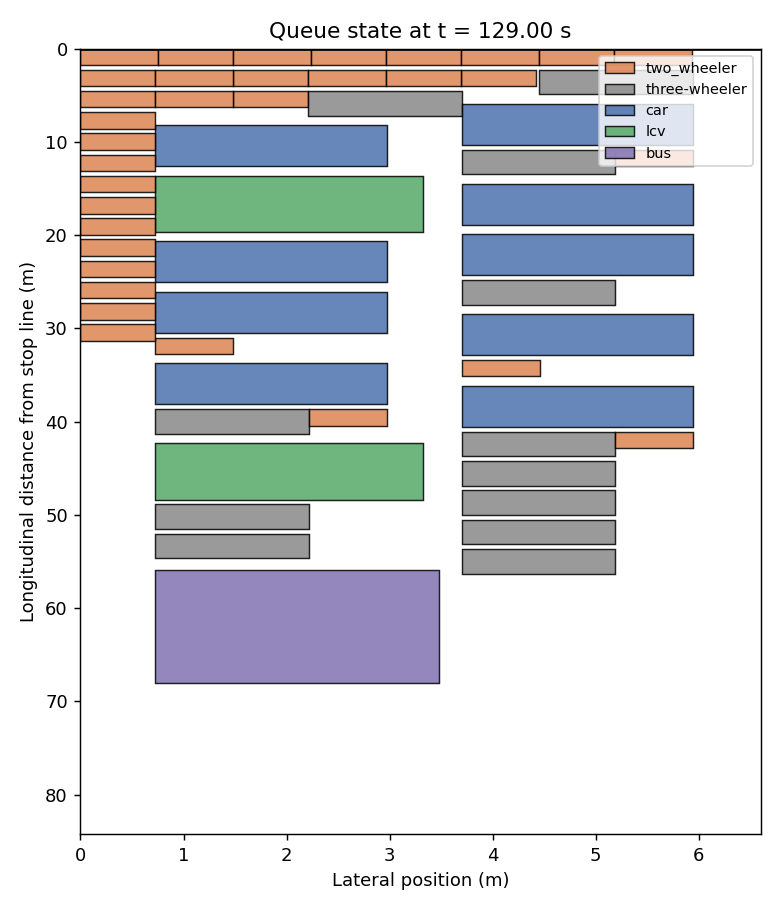 Queue state at t = 129.00 s
two_wheeler
three-wheeler
car
lcv
bus
0
10
20
30
40
50
60
70
80
Longitudinal distance from stop line (m)
0 1 2 3 4 5 6
Lateral position (m)